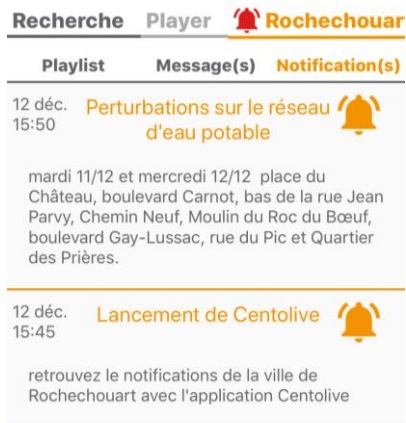 Recherche Player Rochechouar
Playlist Message(s) Notification(s)
12 déc.
15:50
Perturbations sur le réseau
d'eau potable
mardi 11/12 et mercredi 12/12 place du
Château, boulevard Carnot, bas de la rue Jean
Parvy, Chemin Neuf, Moulin du Roc du Bœuf,
boulevard Gay-Lussac, rue du Pic et Quartier
des Prières.
12 déc.
15:45
Lancement de Centolive
retrouvez le notifications de la ville de
Rochechouart avec l'application Centolive